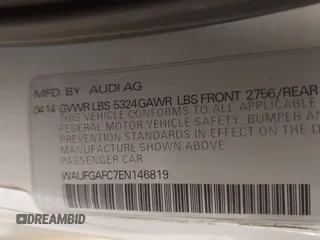 MFD. BY AUDI AG
04 14 GVWR LBS 5324 GAWR LBS FRONT 2756/REAR
THIS VEHICLE CONFORMS TO ALL APPLICABLE
FEDERAL MOTOR VEHICLE SAFETY, BUMPER AND
STANDARDS IN EFFECT ON THE DATE OF
MANUFACTURE SHOWN ABOVE.
PASSENGER CAR
WAUFGAFC7EN146819
DREAMBID